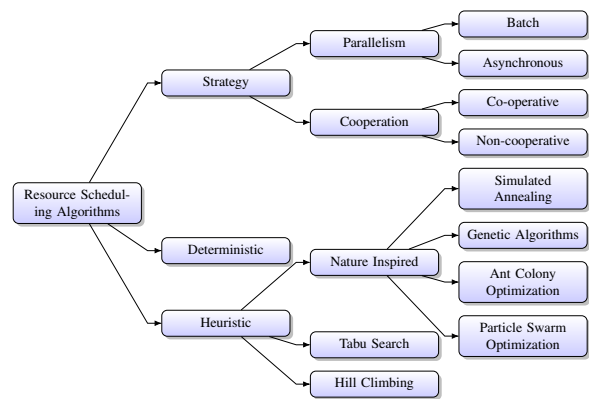 Batch
Parallelism
Asynchronous
Strategy
Co-operative
Cooperation
Non-cooperative
Simulated
Annealing
Resource Schedul-
ing Algorithms
Genetic Algorithms
Deterministic
Nature Inspired
Ant Colony
Optimization
Heuristic
Particle Swarm
Optimization
Tabu Search
Hill Climbing